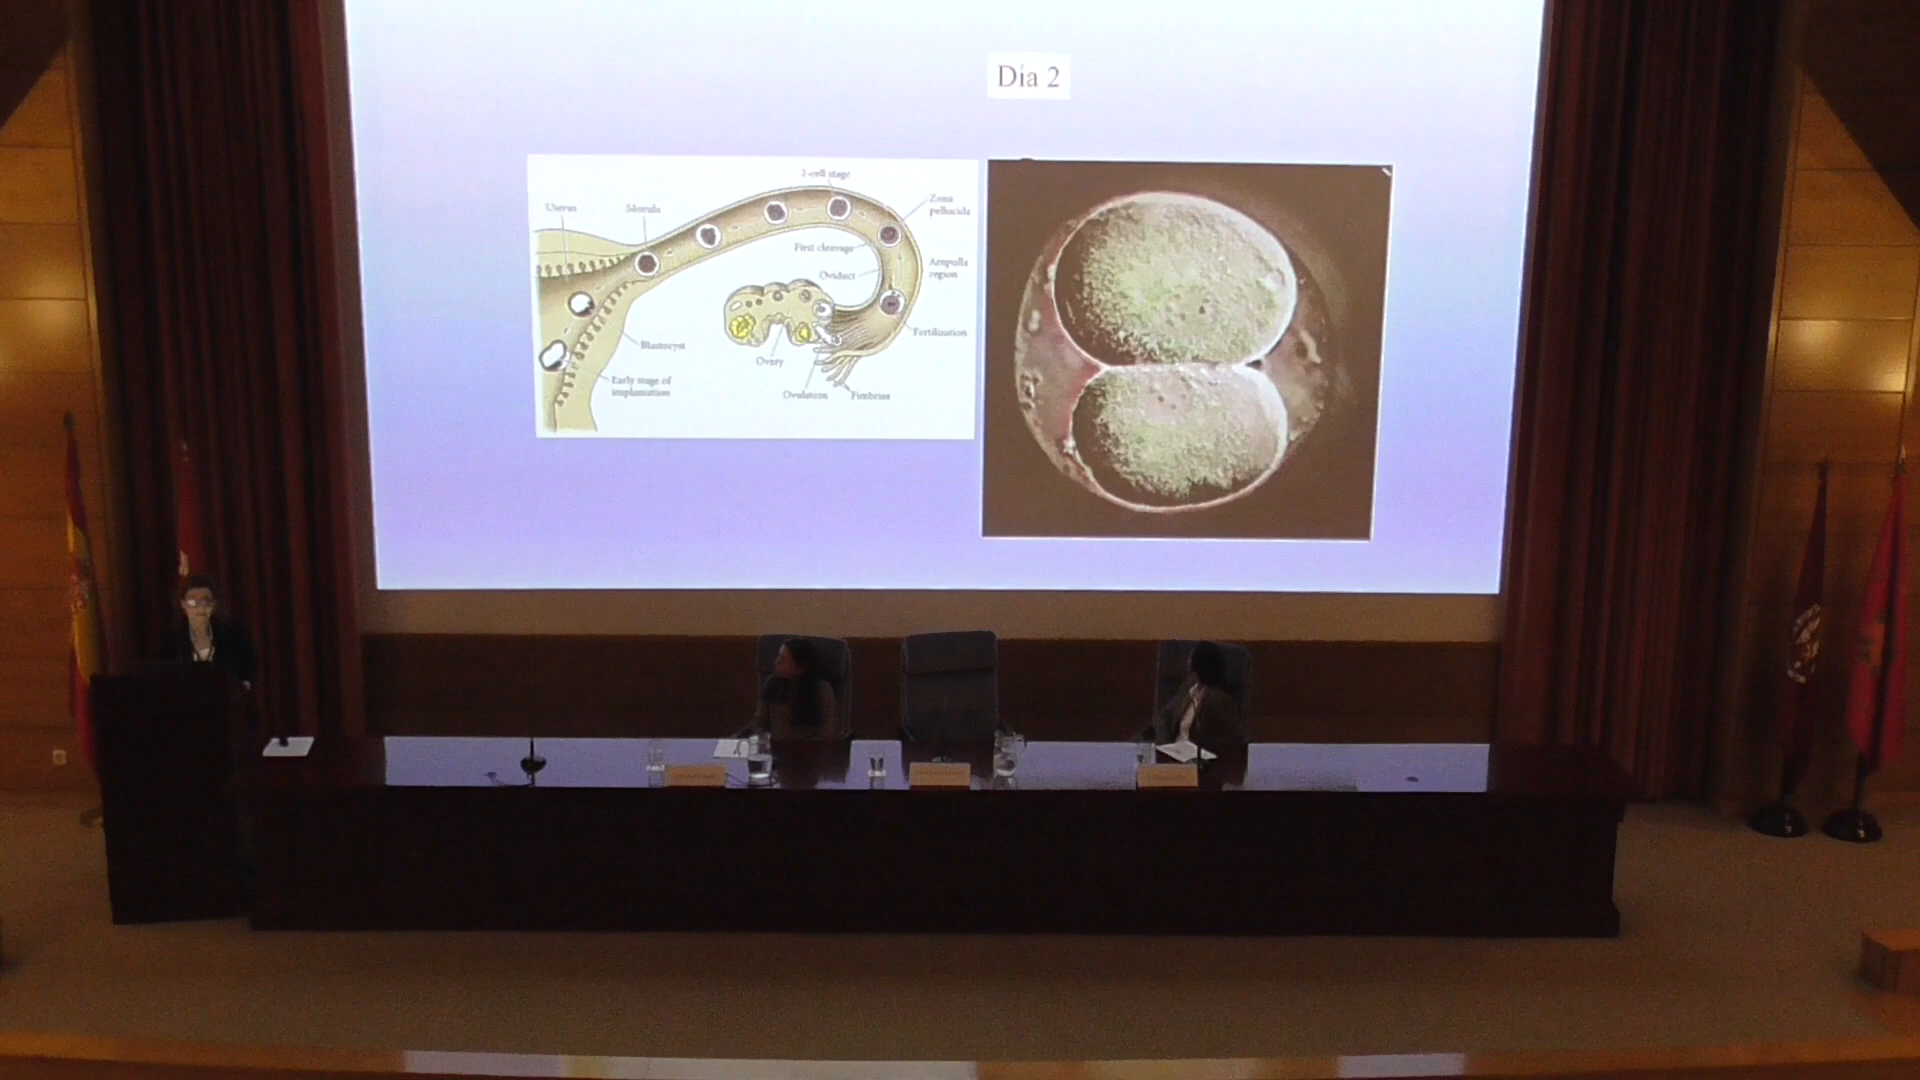 Día 2
2-cell stage
Uterus
Morula
Zona
pellucida
First cleavage
Oviduct
Ampulla
region
Fertilization
Blastocyst
Ovary
Early stage of
implantation
Ovulation
Fimbriae